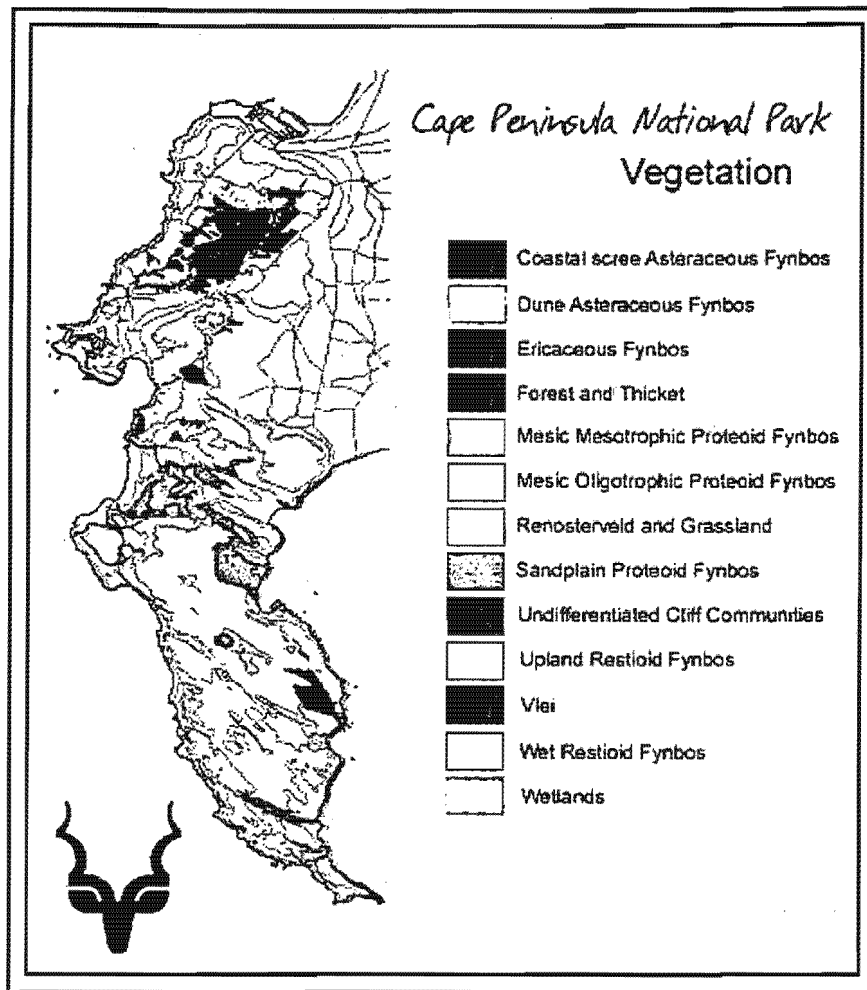 Cape Peninsula National Park
Vegetation
Coastal scree Asteraceous Fynbos
Dune Asteraceous Fynbos
Ericaceous Fynbos
Forest and Thicket
Mesic Mesotrophic Proteoid Fynbos
Mesic Oligotrophic Proteoid Fynbos
Renosterveld and Grassland
Sandplain Proteoid Fynbos
Undifferentiated Cliff Communities
Upland Restioid Fynbos
Vlei
Wet Restioid Fynbos
Wetlands